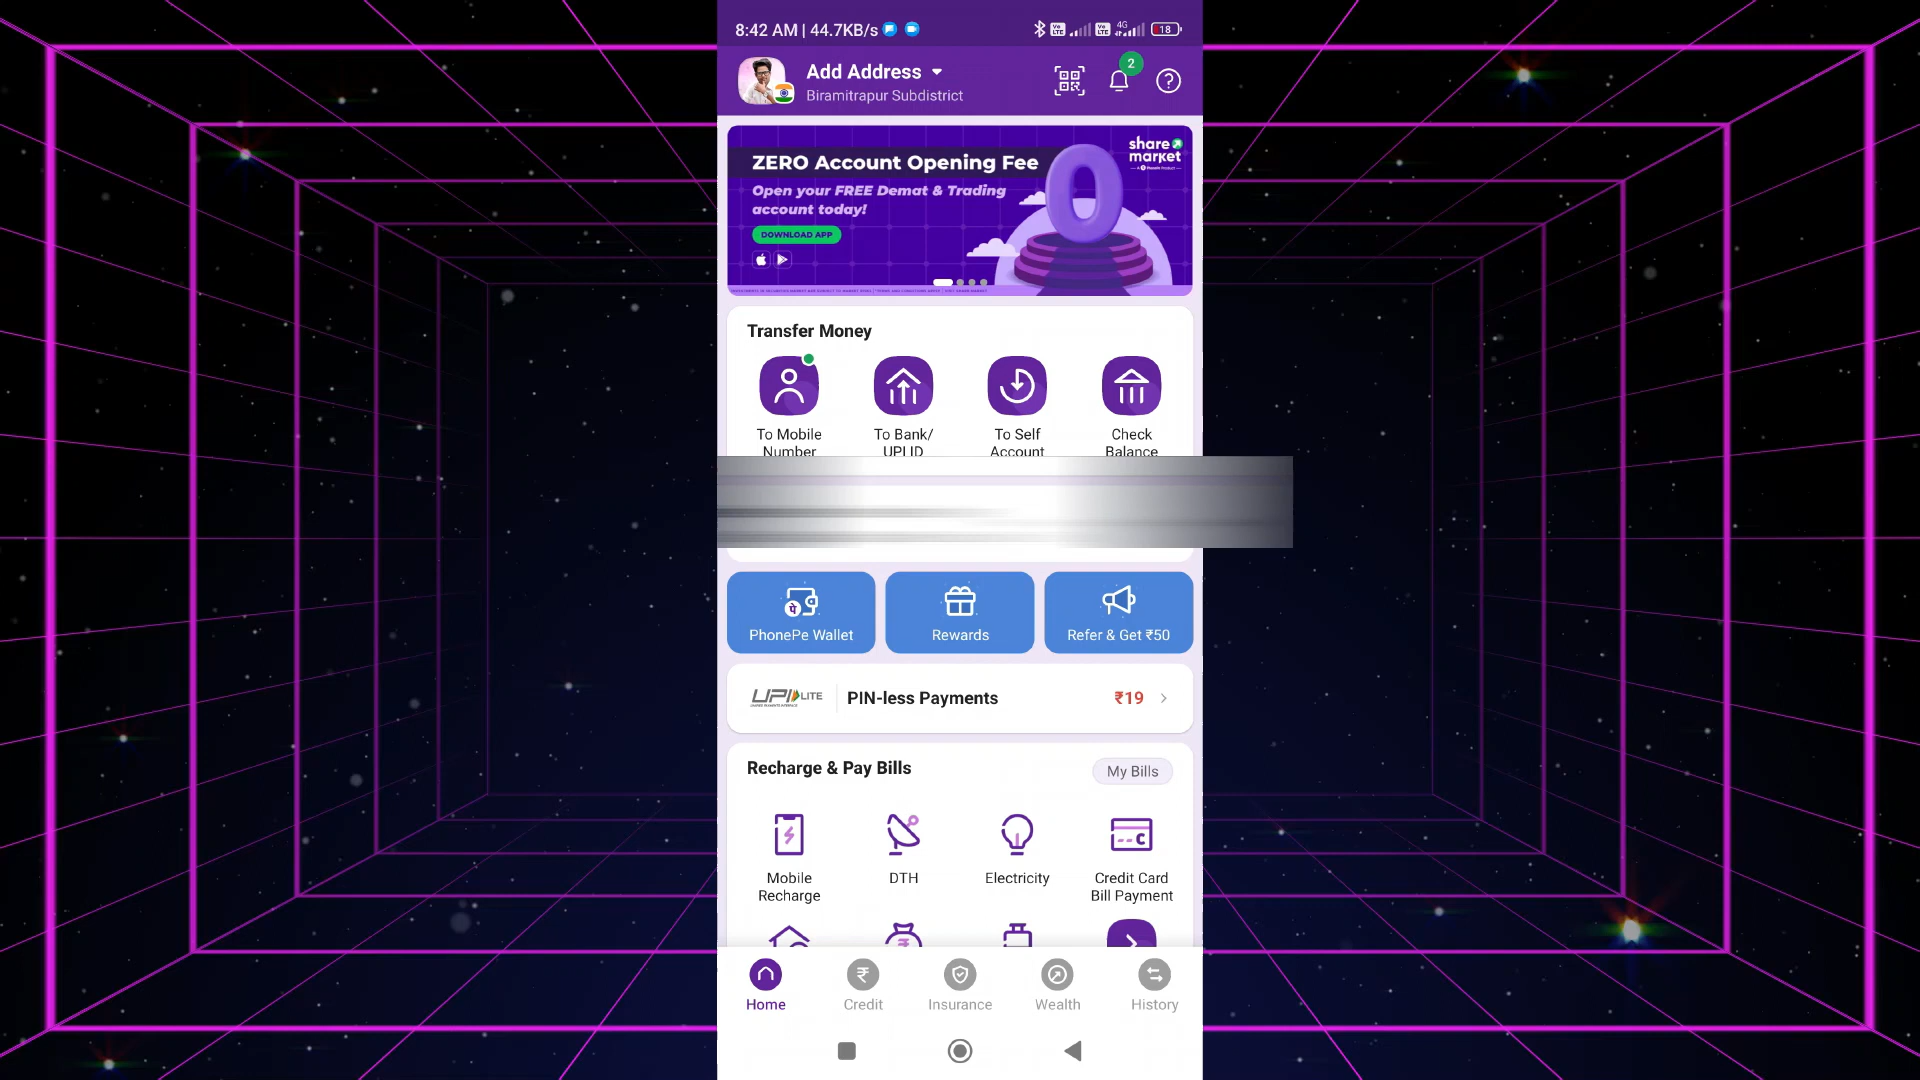 8:42 AM | 44.7KB/s
4G
18
Add Address
Biramitrapur Subdistrict
2
ZERO Account Opening Fee
share
market
Open your FREE Demat & Trading
account today!
DOWNLOAD APP
Transfer Money
To Mobile
Number
To Bank/
UPI ID
To Self
Account
Check
Balance
पे
PhonePe Wallet
Rewards
Refer & Get ₹50
UPI LITE
PIN-less Payments
₹19
Recharge & Pay Bills
My Bills
Mobile
Recharge
DTH
Electricity
Credit Card
Bill Payment
Home
Credit
Insurance
Wealth
History